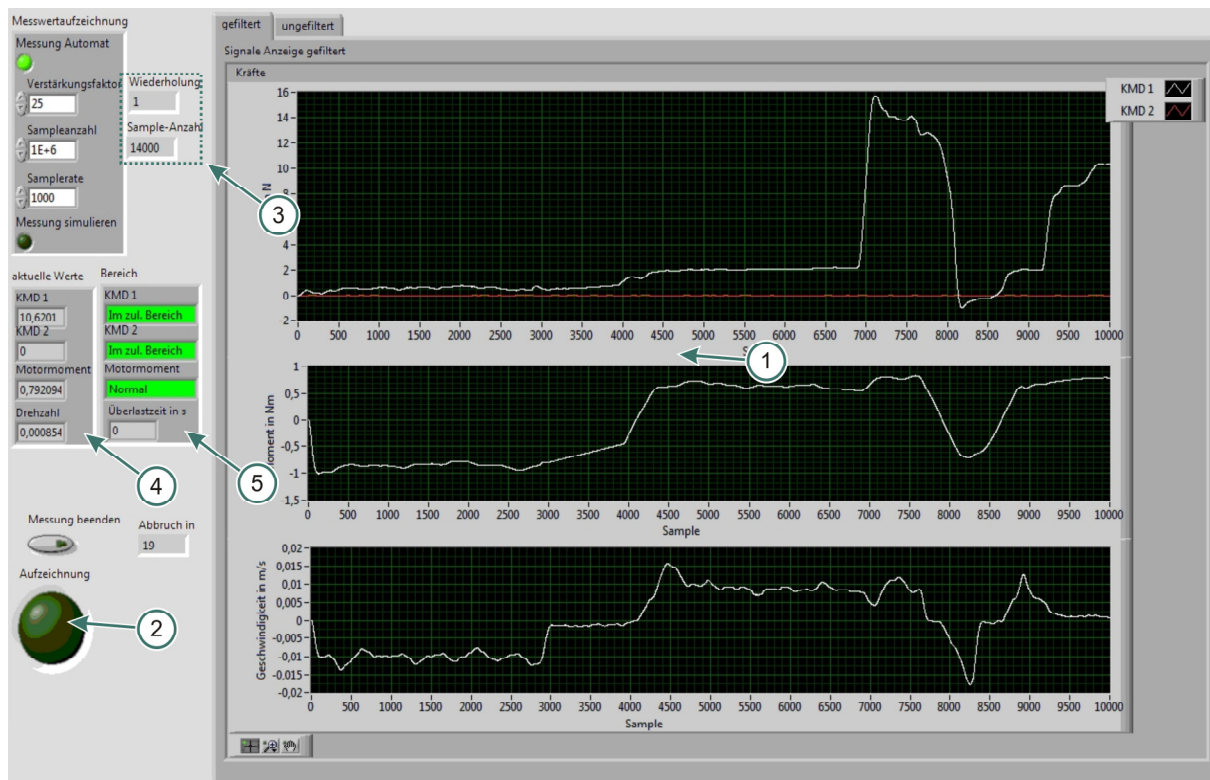 Messwertaufzeichnung
Messung Automat
Verstärkungsfaktor
25
Sampleanzahl
1E+6
Samplerate
1000
Messung simulieren
Wiederholung
1
Sample-Anzahl
14000
3
aktuelle Werte
KMD 1
10,6201
KMD 2
0
Motormoment
0,792094
Drehzahl
0,000854
4
Bereich
KMD 1
Im zul. Bereich
KMD 2
Im zul. Bereich
Motormoment
Normal
Überlastzeit in s
0
5
Messung beenden
Abbruch in
19
Aufzeichnung
2
gefiltert
ungefiltert
Signale Anzeige gefiltert
Kräfte
KMD 1
KMD 2
16
14
12
10
8
4
2
0
2
N
0 500 1000 1500 2000 2500 3000 3500 4000 4500 5000 5500 6000 6500 7000 7500 8000 8500 9000 9500 10000
1
1
0,5
0
-0,5
-1
-1,5
oment in Nm
0 500 1000 1500 2000 2500 3000 3500 4000 4500 5000 5500 6000 6500 7000 7500 8000 8500 9000 9500 10000
Sample
0,02
0,015
0,01
0,005
0
-0,005
-0,01
-0,015
-0,02
Geschwindigkeit in m/s
0 500 1000 1500 2000 2500 3000 3500 4000 4500 5000 5500 6000 6500 7000 7500 8000 8500 9000 9500 10000
Sample